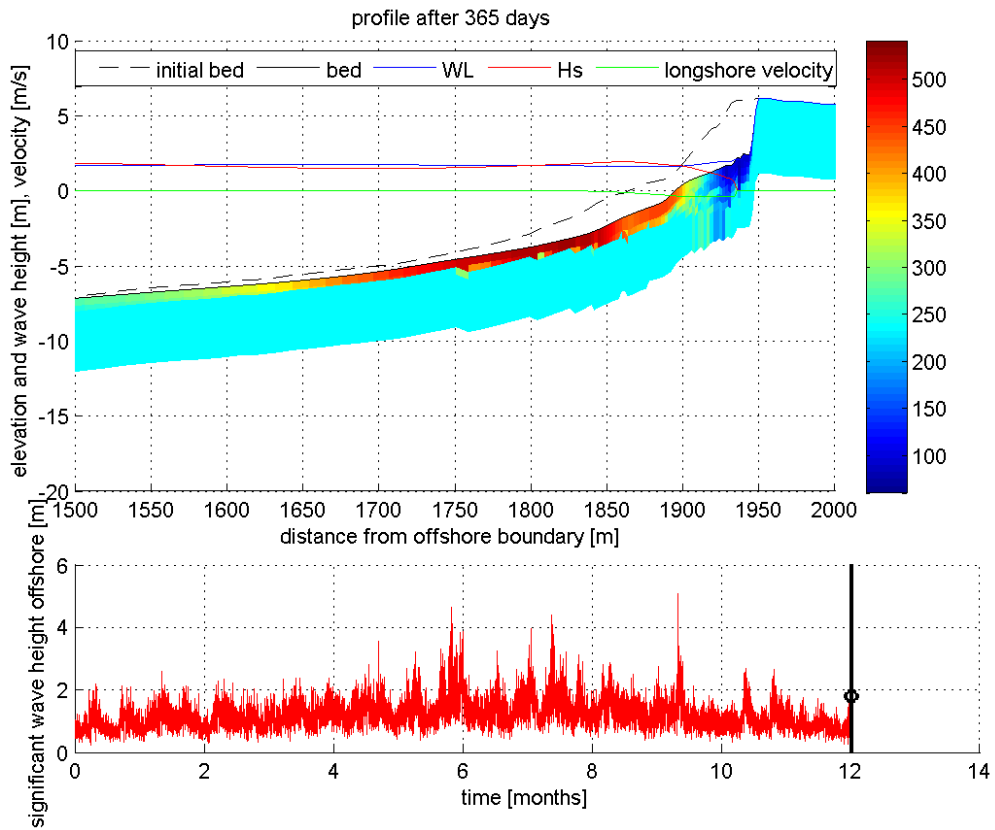 profile after 365 days
elevation and wave height [m], velocity [m/s]
10
5
0
-5
-10
-15
-20
initial bed bed WL Hs longshore velocity
1500 1550 1600 1650 1700 1750 1800 1850 1900 1950 2000
distance from offshore boundary [m]
500
450
400
350
300
250
200
150
100
significant wave height offshore [m]
6
4
2
0
0 2 4 6 8 10 12 14
time [months]